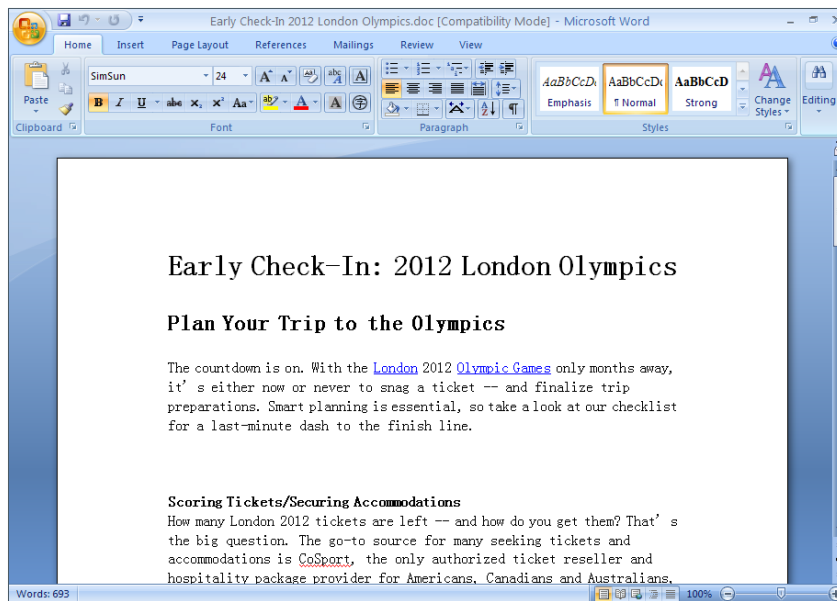 Early Check-In 2012 London Olympics.doc [Compatibility Mode] - Microsoft Word
Home Insert Page Layout References Mailings Review View
SimSun 24
Paste
B I U abc x₂ x² Aa ab A A
AaBbCcDı AaBbCcDc AaBbCcD
Emphasis ¶ Normal Strong
Change Styles
Editing
Clipboard Font Paragraph Styles
Early Check-In: 2012 London Olympics
Plan Your Trip to the Olympics
The countdown is on. With the London 2012 Olympic Games only months away,
it's either now or never to snag a ticket -- and finalize trip
preparations. Smart planning is essential, so take a look at our checklist
for a last-minute dash to the finish line.
Scoring Tickets/Securing Accommodations
How many London 2012 tickets are left -- and how do you get them? That's
the big question. The go-to source for many seeking tickets and
accommodations is CoSport, the only authorized ticket reseller and
hospitality package provider for Americans, Canadians and Australians,
Words: 693 100%